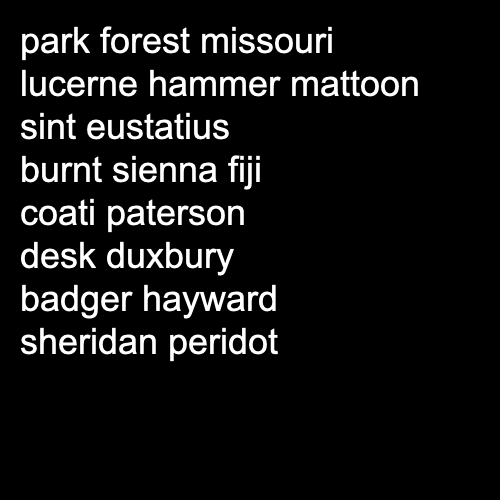 park forest missouri
lucerne hammer mattoon
sint eustatius
burnt sienna fiji
coati paterson
desk duxbury
badger hayward
sheridan peridot